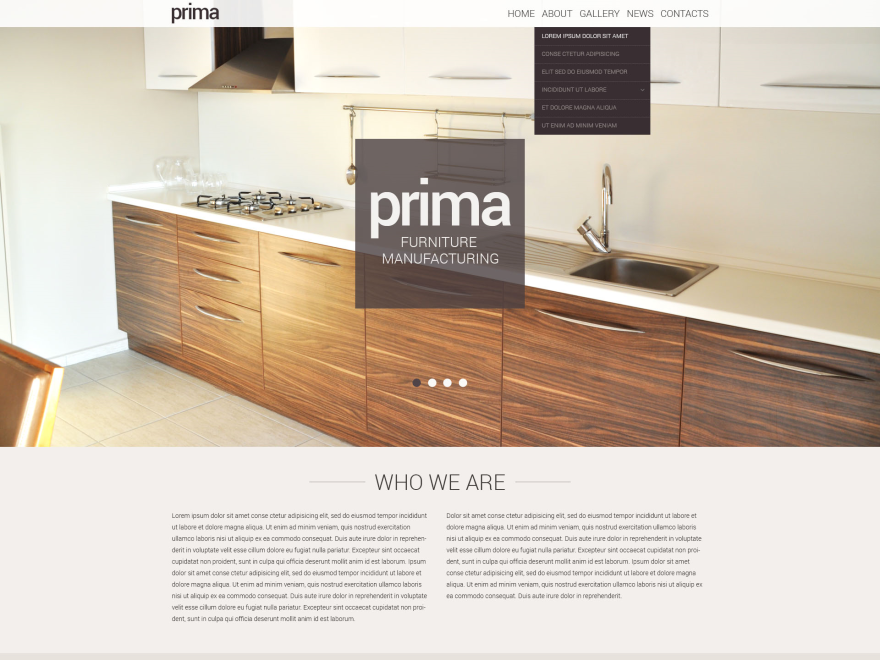 prima
HOME ABOUT GALLERY NEWS CONTACTS
LOREM IPSUM DOLOR SIT AMET
CONSE CTETUR ADIPISICING
ELIT SED DO EIUSMOD TEMPOR
INCIDIDUNT UT LABORE
ET DOLORE MAGNA ALIQUA
UT ENIM AD MINIM VENIAM
prima
FURNITURE
MANUFACTURING
WHO WE ARE
Lorem ipsum dolor sit amet conse ctetur adipisicing elit, sed do eiusmod tempor incididunt
ut labore et dolore magna aliqua. Ut enim ad minim veniam, quis nostrud exercitation
ullamco laboris nisi ut aliquip ex ea commodo consequat. Duis aute irure dolor in reprehen-
derit in voluptate velit esse cillum dolore eu fugiat nulla pariatur. Excepteur sint occaecat
cupidatat non proident, sunt in culpa qui officia deserunt mollit anim id est laborum. Ipsum
dolor sit amet conse ctetur adipisicing elit, sed do eiusmod tempor incididunt ut labore et
dolore magna aliqua. Ut enim ad minim veniam, quis nostrud exercitation ullamco laboris
nisi ut aliquip ex ea commodo consequat. Duis aute irure dolor in reprehenderit in voluptate
velit esse cillum dolore eu fugiat nulla pariatur. Excepteur sint occaecat cupidatat non proi-
dent, sunt in culpa qui officia deserunt mollit anim id est laborum.
Dolor sit amet conse ctetur adipisicing elit, sed do eiusmod tempor incididunt ut labore et
dolore magna aliqua. Ut enim ad minim veniam, quis nostrud exercitation ullamco laboris
nisi ut aliquip ex ea commodo consequat. Duis aute irure dolor in reprehenderit in voluptate
velit esse cillum dolore eu fugiat nulla pariatur. Excepteur sint occaecat cupidatat non proi-
dent, sunt in culpa qui officia deserunt mollit anim id est laborum. Ipsum dolor sit amet
conse ctetur adipisicing elit, sed do eiusmod tempor incididunt ut labore et dolore magna
aliqua. Ut enim ad minim veniam, quis nostrud exercitation ullamco laboris nisi ut aliquip ex
ea commodo consequat. Duis aute irure dolor in reprehenderit.